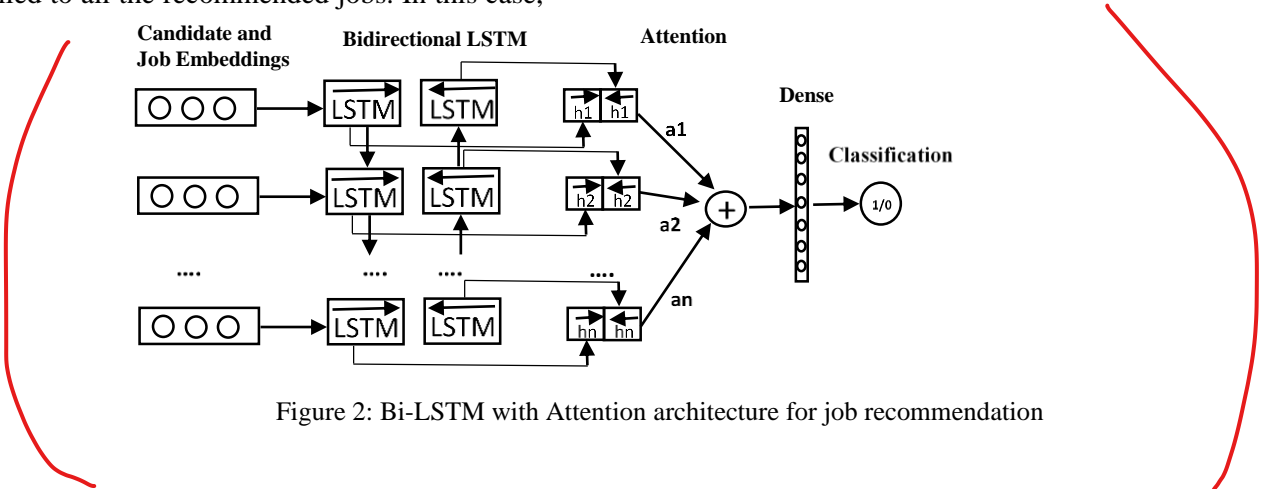 ned to all the recommended jobs. In this case,
Candidate and
Job Embeddings
Bidirectional LSTM
Attention
Dense
Classification
LSTM LSTM h1 h1
a1
LSTM LSTM h2 h2
a2
+
1/0
.... .... .... ....
LSTM LSTM hn hn
an
Figure 2: Bi-LSTM with Attention architecture for job recommendation